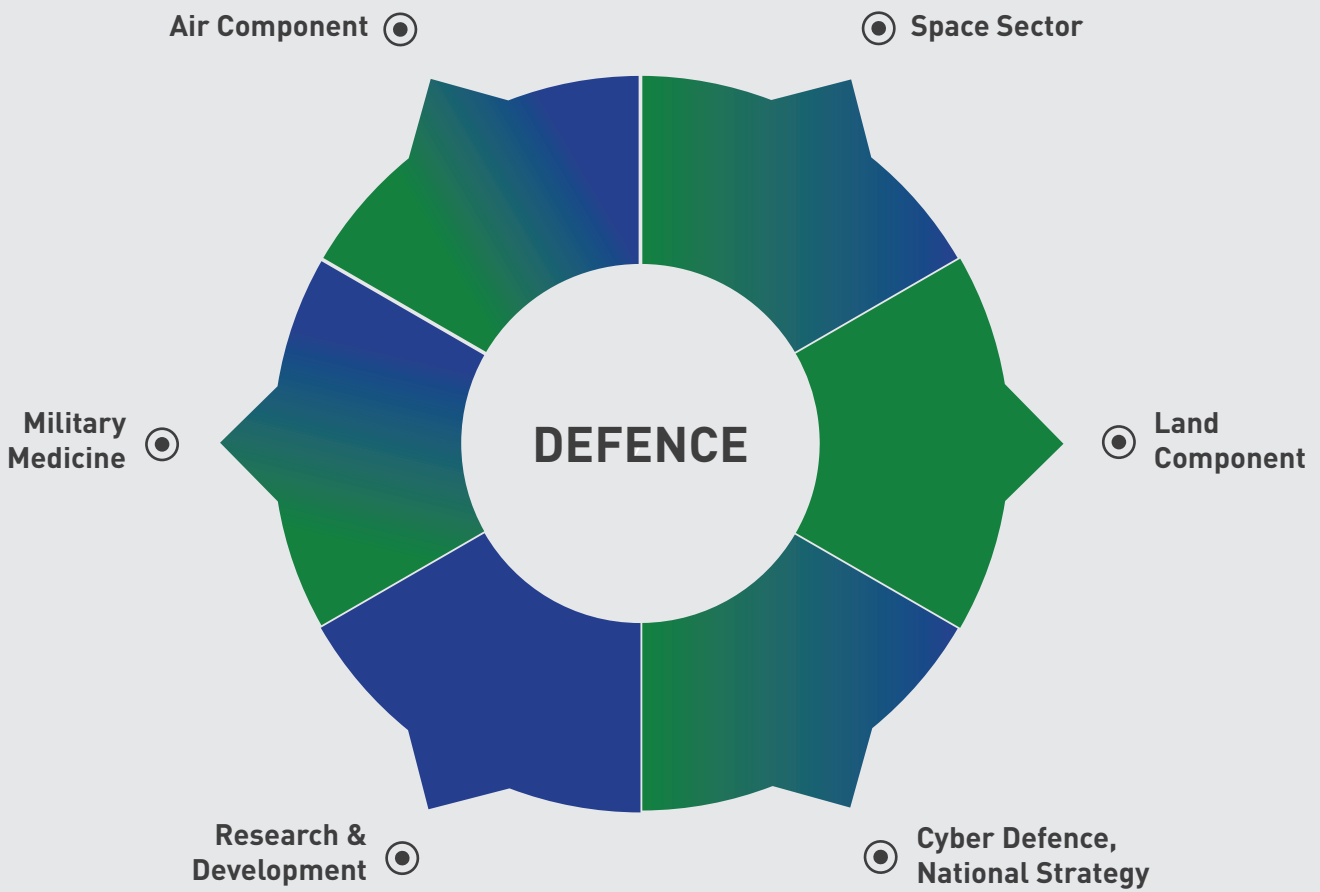 Air Component
Space Sector
Military
Medicine
DEFENCE
Land
Component
Research &
Development
Cyber Defence,
National Strategy